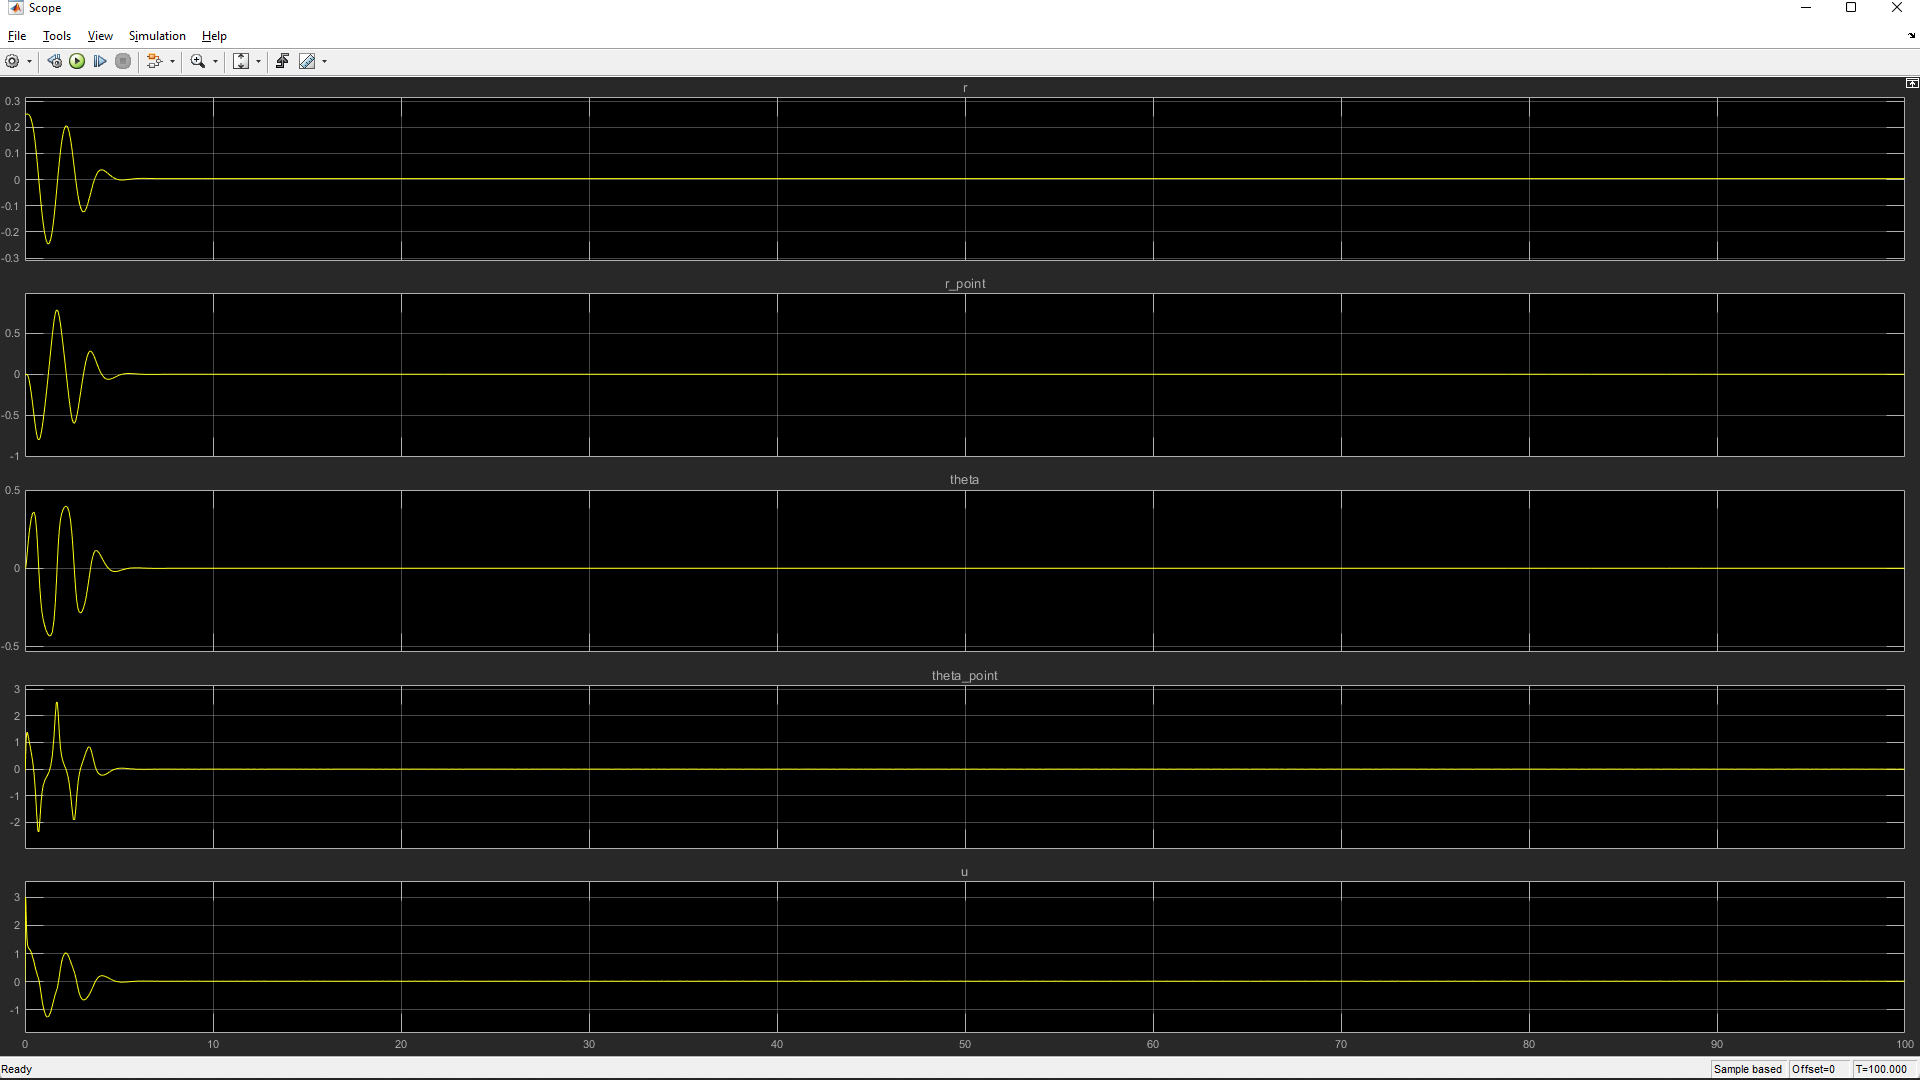 Scope
File Tools View Simulation Help
r
0.3
0.2
0.1
0
-0.1
-0.2
-0.3
r_point
0.5
0
-0.5
-1
theta
0.5
0
-0.5
theta_point
3
2
1
0
-1
-2
u
3
2
1
0
-1
0 10 20 30 40 50 60 70 80 90 100
Ready Sample based Offset=0 T=100.000